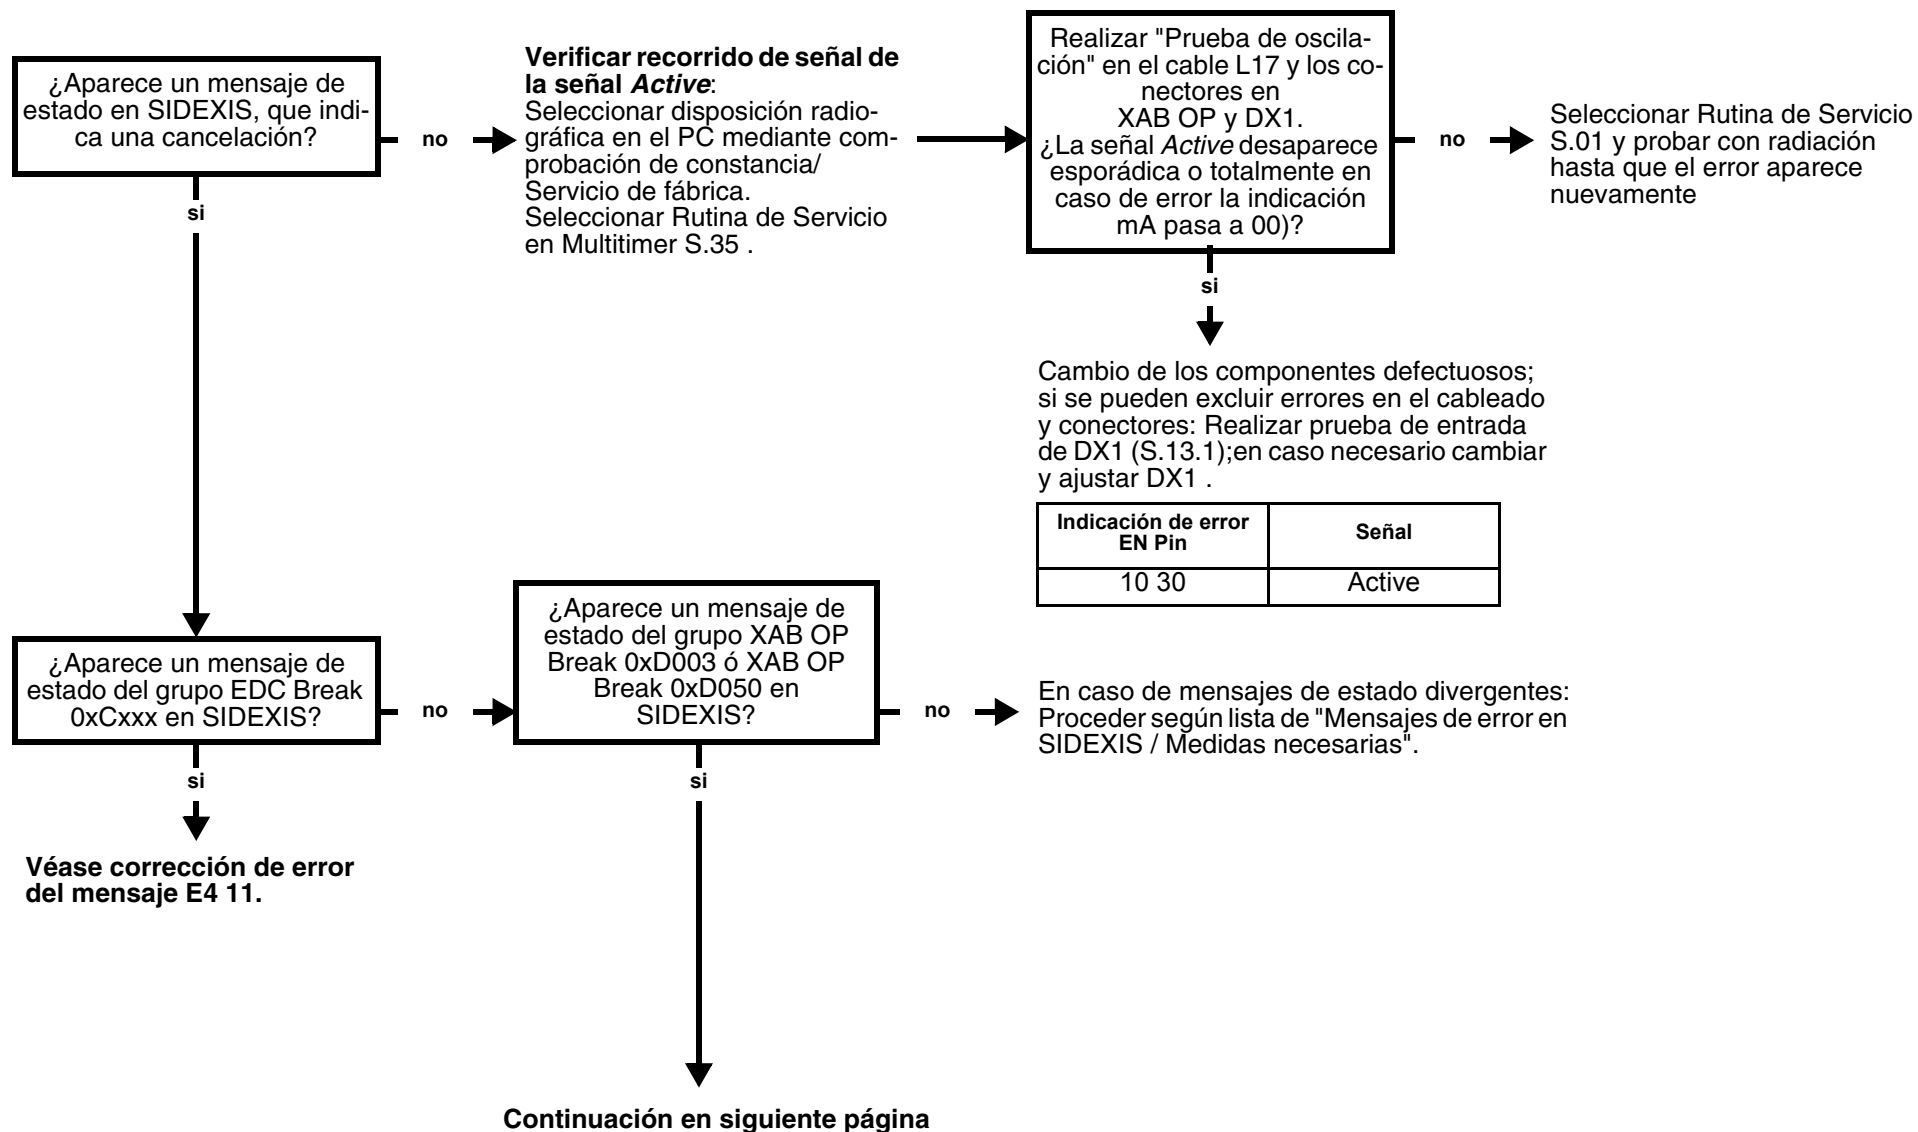 ¿Aparece un mensaje de
estado en SIDEXIS, que indi-
ca una cancelación?
no
si
Verificar recorrido de señal de
la señal Active:
Seleccionar disposición radio-
gráfica en el PC mediante com-
probación de constancia/
Servicio de fábrica.
Seleccionar Rutina de Servicio
en Multitimer S.35 .
Realizar "Prueba de oscila-
ción" en el cable L17 y los co-
nectores en
XAB OP y DX1.
¿La señal Active desaparece
esporádica o totalmente en
caso de error la indicación
mA pasa a 00)?
no
si
Seleccionar Rutina de Servicio
S.01 y probar con radiación
hasta que el error aparece
nuevamente
Cambio de los componentes defectuosos;
si se pueden excluir errores en el cableado
y conectores: Realizar prueba de entrada
de DX1 (S.13.1);en caso necesario cambiar
y ajustar DX1 .
Indicación de error
EN Pin
Señal
10 30
Active
¿Aparece un mensaje de
estado del grupo EDC Break
0xCxxx en SIDEXIS?
no
si
Véase corrección de error
del mensaje E4 11.
¿Aparece un mensaje de
estado del grupo XAB OP
Break 0xD003 ó XAB OP
Break 0xD050 en
SIDEXIS?
no
si
En caso de mensajes de estado divergentes:
Proceder según lista de "Mensajes de error en
SIDEXIS / Medidas necesarias".
Continuación en siguiente página